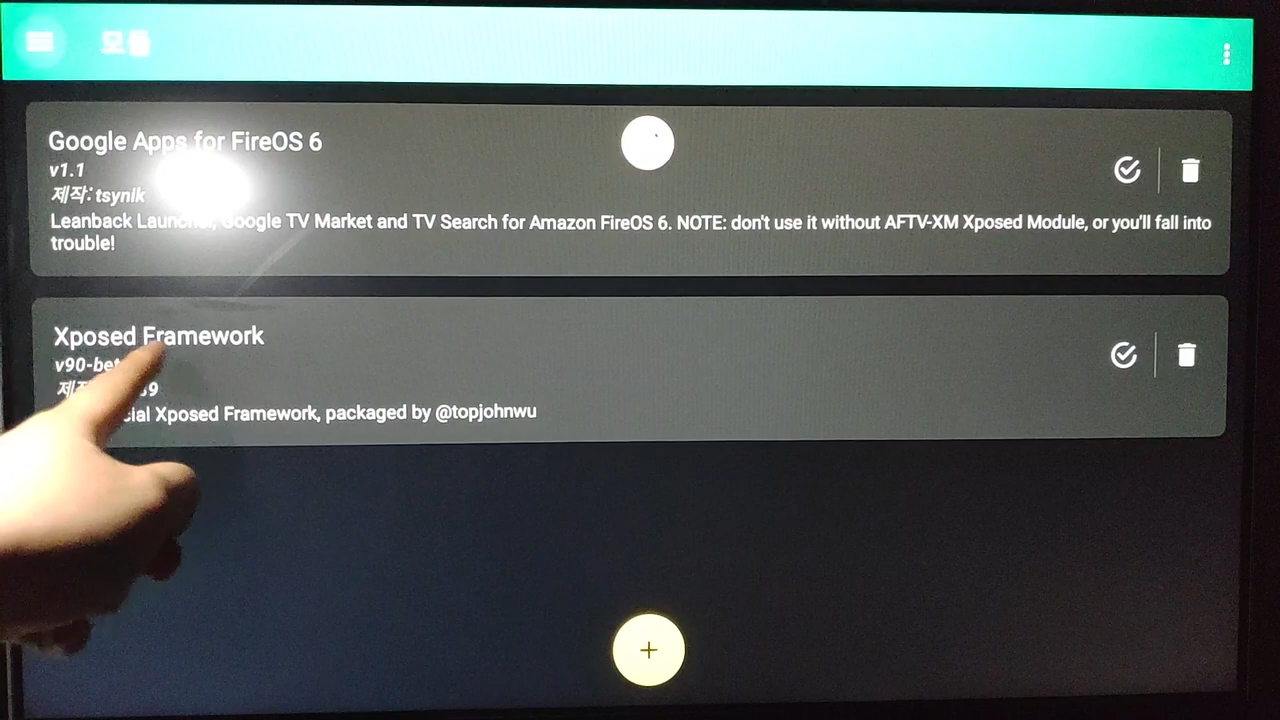 모듈
Google Apps for FireOS 6
v1.1
제작: tsynik
Leanback Launcher, Google TV Market and TV Search for Amazon FireOS 6. NOTE: don't use it without AFTV-XM Xposed Module, or you'll fall into
trouble!
Xposed Framework
v90-bet
제작
Xposed Framework, packaged by @topjohnwu